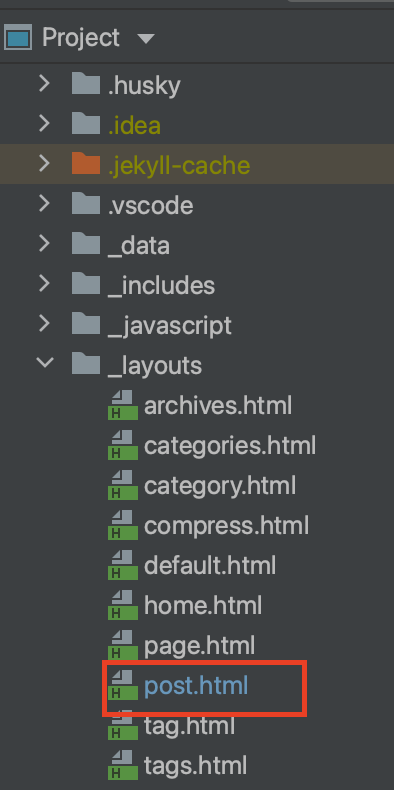 Project
.husky
.idea
.jekyll-cache
.vscode
_data
_includes
_javascript
_layouts
H archives.html
H categories.html
H category.html
H compress.html
H default.html
H home.html
H page.html
H post.html
H tag.html
H tags.html